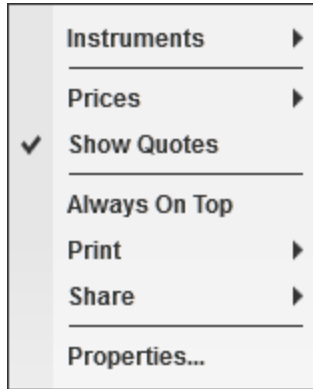 Instruments
Prices
Show Quotes
Always On Top
Print
Share
Properties...